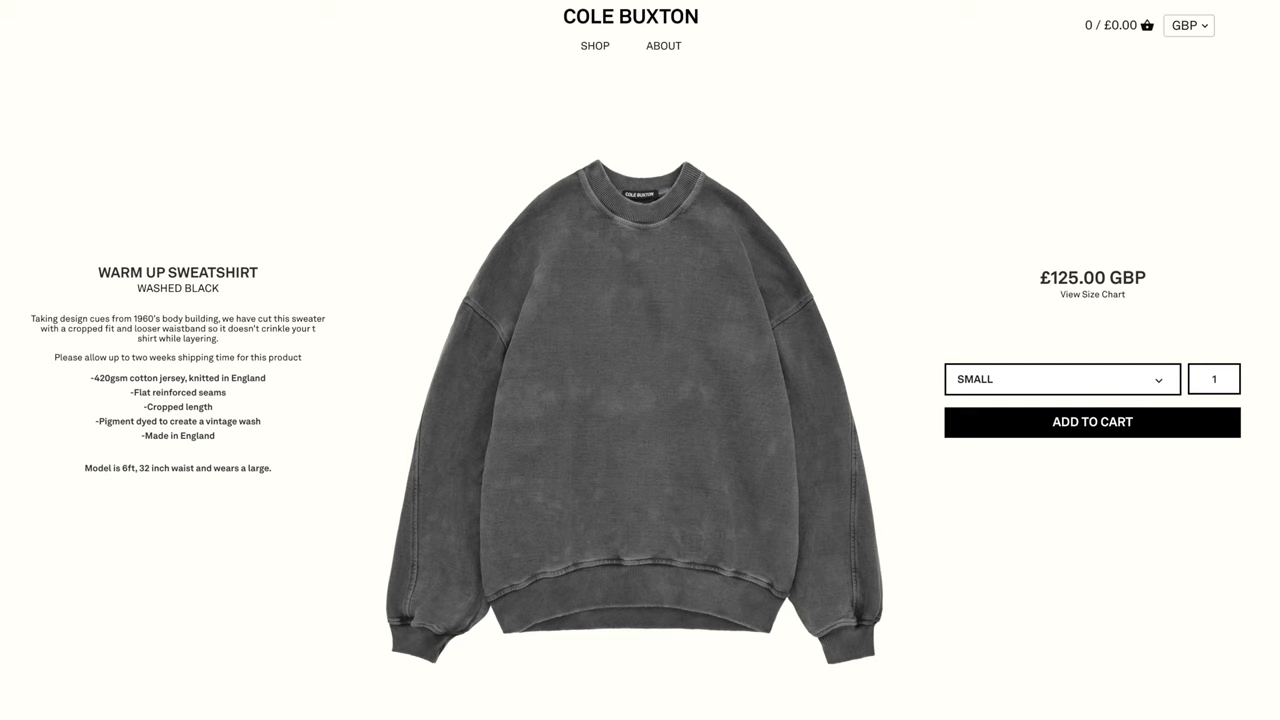 COLE BUXTON
0 / £0.00
GBP
SHOP
ABOUT
COLE BUXTON
WARM UP SWEATSHIRT
WASHED BLACK
Taking design cues from 1960's body building, we have cut this sweater
with a cropped fit and looser waistband so it doesn't crinkle your t
shirt while layering.
Please allow up to two weeks shipping time for this product
-420gsm cotton jersey, knitted in England
-Flat reinforced seams
-Cropped length
-Pigment dyed to create a vintage wash
-Made in England
Model is 6ft, 32 inch waist and wears a large.
£125.00 GBP
View Size Chart
SMALL
1
ADD TO CART